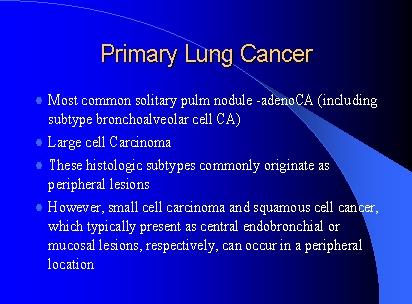 Primary Lung Cancer
Most common solitary pulm nodule -adenoCA (including
subtype bronchoalveolar cell CA)
Large cell Carcinoma
These histologic subtypes commonly originate as
peripheral lesions
However, small cell carcinoma and squamous cell cancer,
which typically present as central endobronchial or
mucosal lesions, respectively, can occur in a peripheral
location